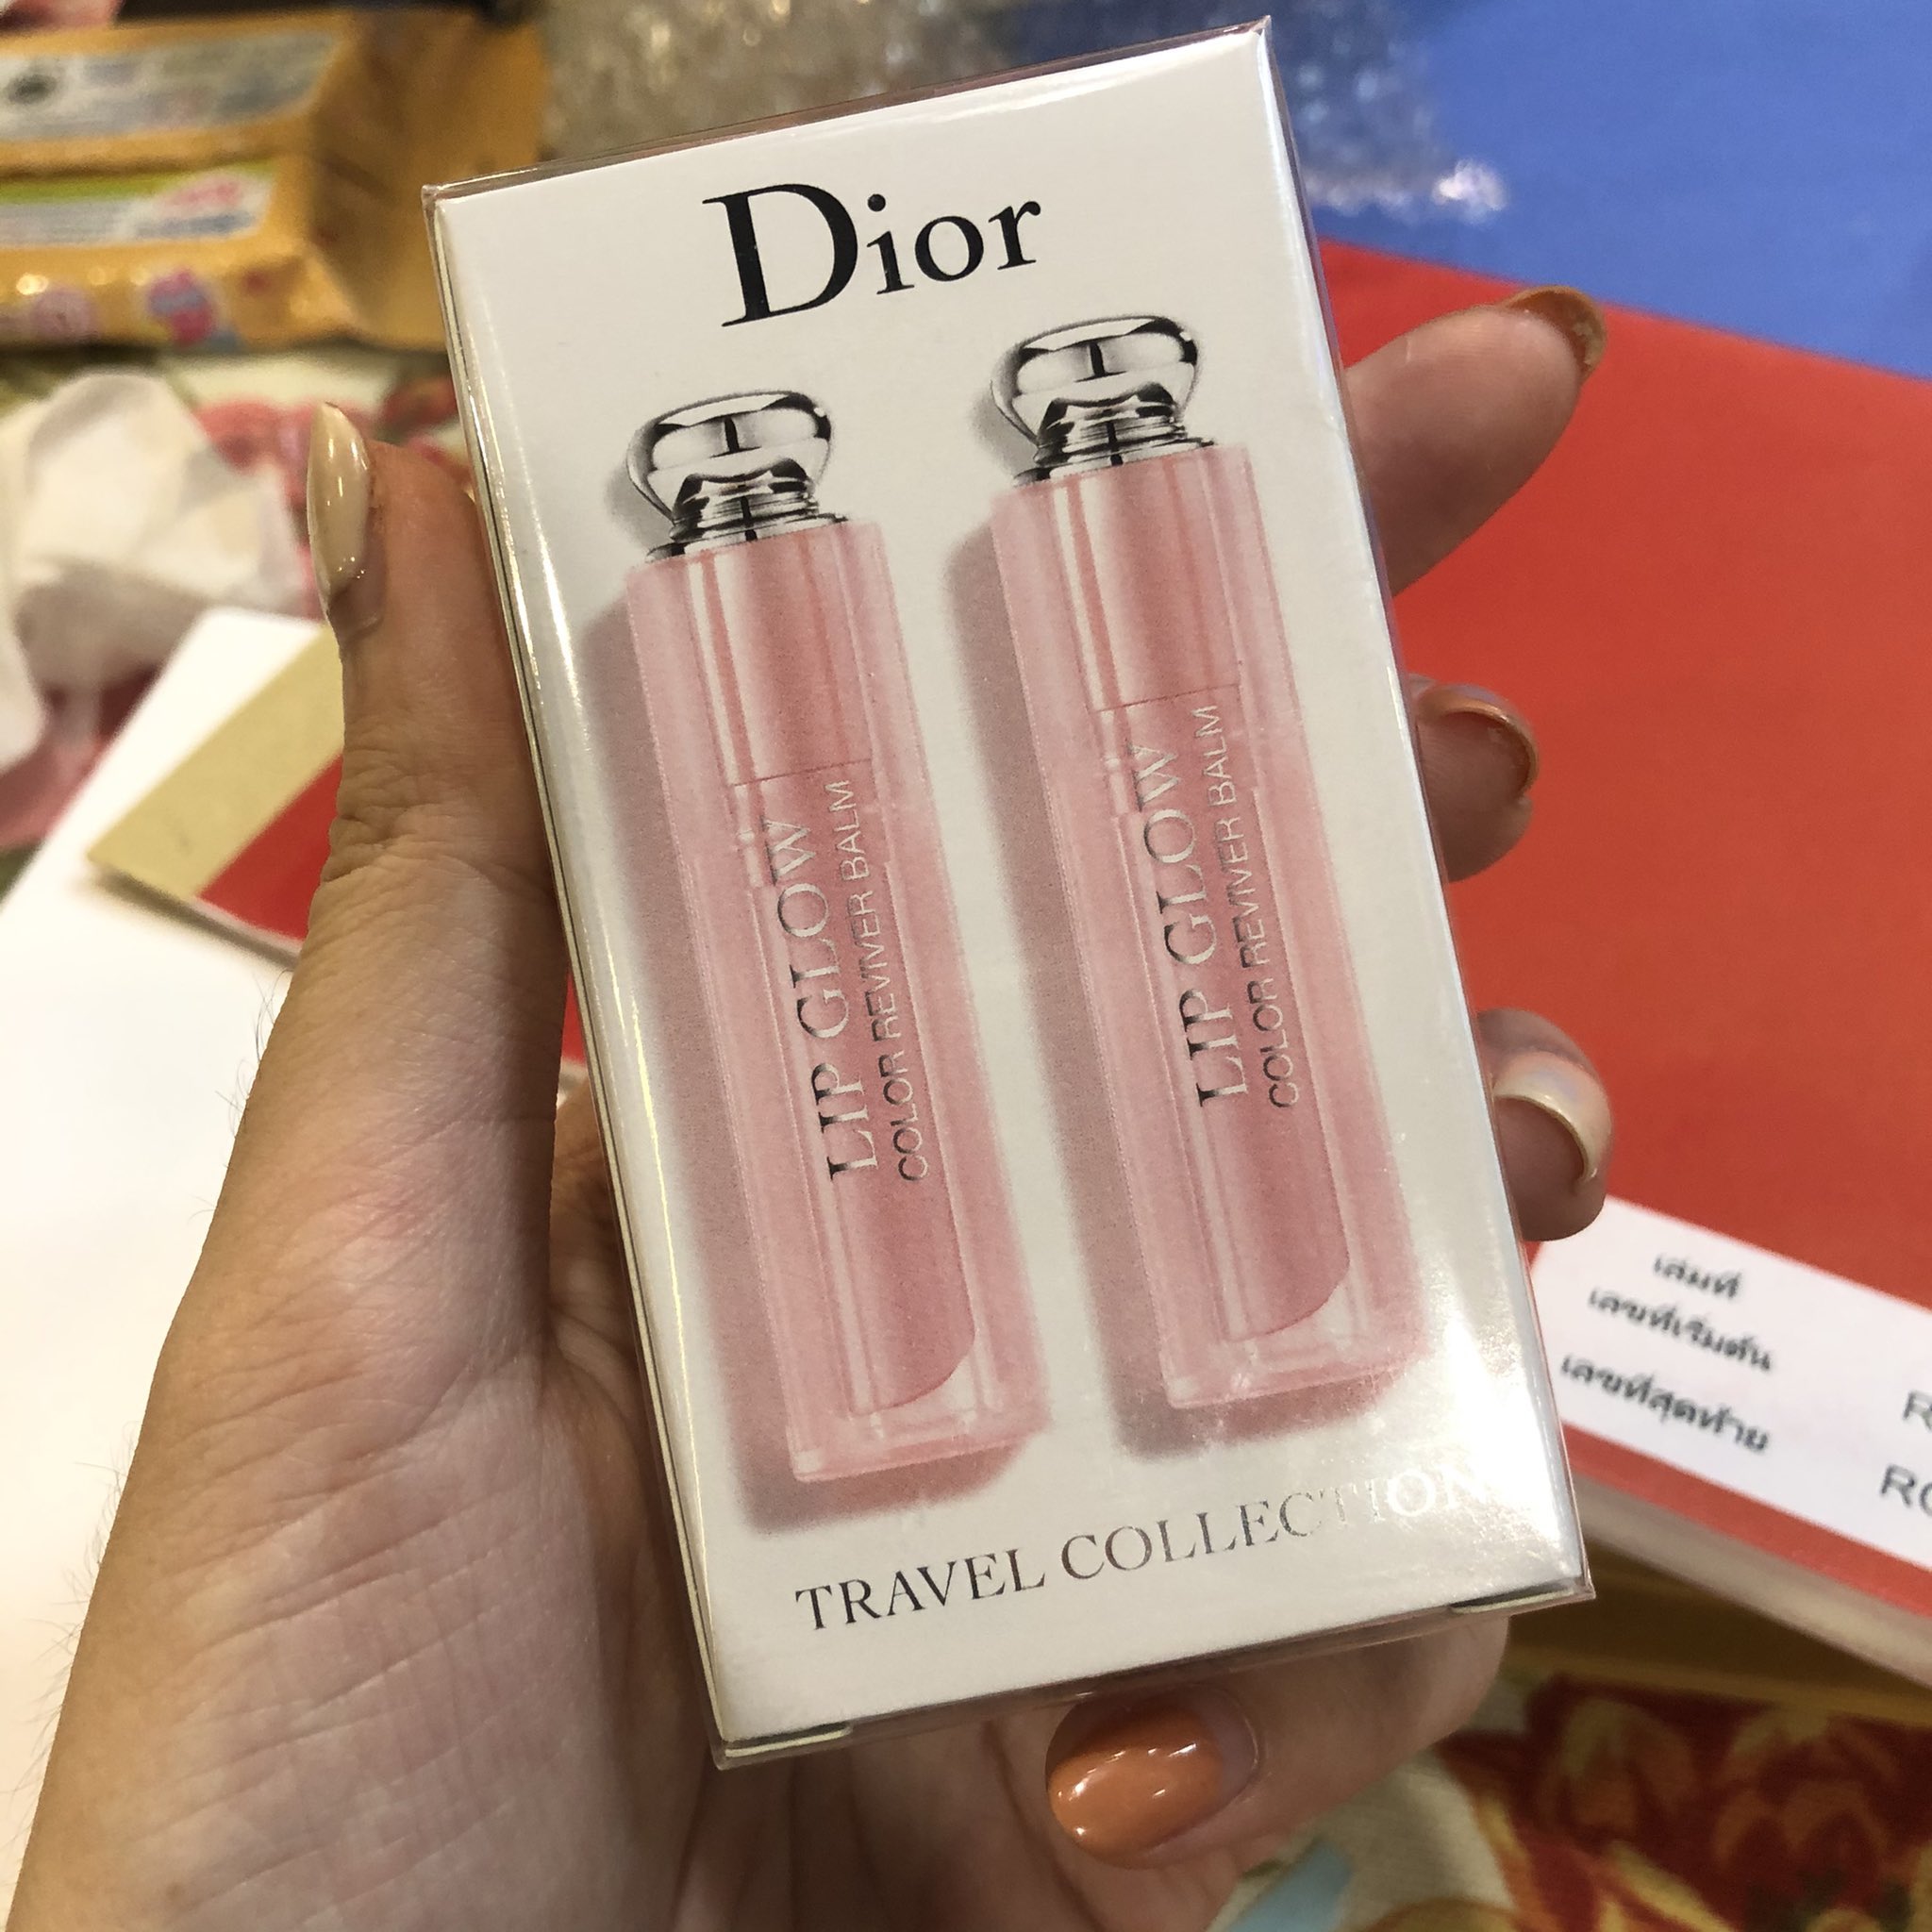 Dior
LIP GLOW
COLOR REVIVER BALM
LIP GLOW
COLOR REVIVER BALM
TRAVEL COLLECTION
เล่มที่
เลขที่เริ่มต้น
เลขที่สุดท้าย